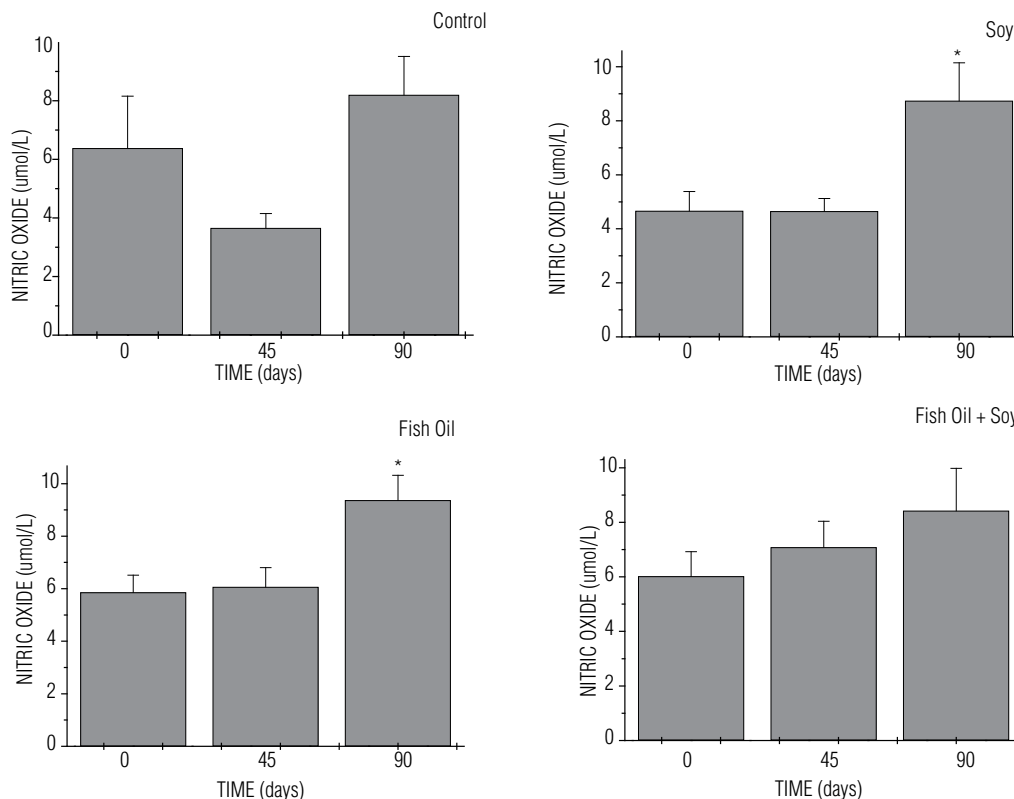 Control
NITRIC OXIDE (umol/L)
10
8
6
4
2
0
0 45 90
TIME (days)
Soy
NITRIC OXIDE (umol/L)
*
10
8
6
4
2
0
0 45 90
TIME (days)
Fish Oil
NITRIC OXIDE (umol/L)
*
10
8
6
4
2
0
0 45 90
TIME (days)
Fish Oil + Soy
NITRIC OXIDE (umol/L)
10
8
6
4
2
0
0 45 90
TIME (days)